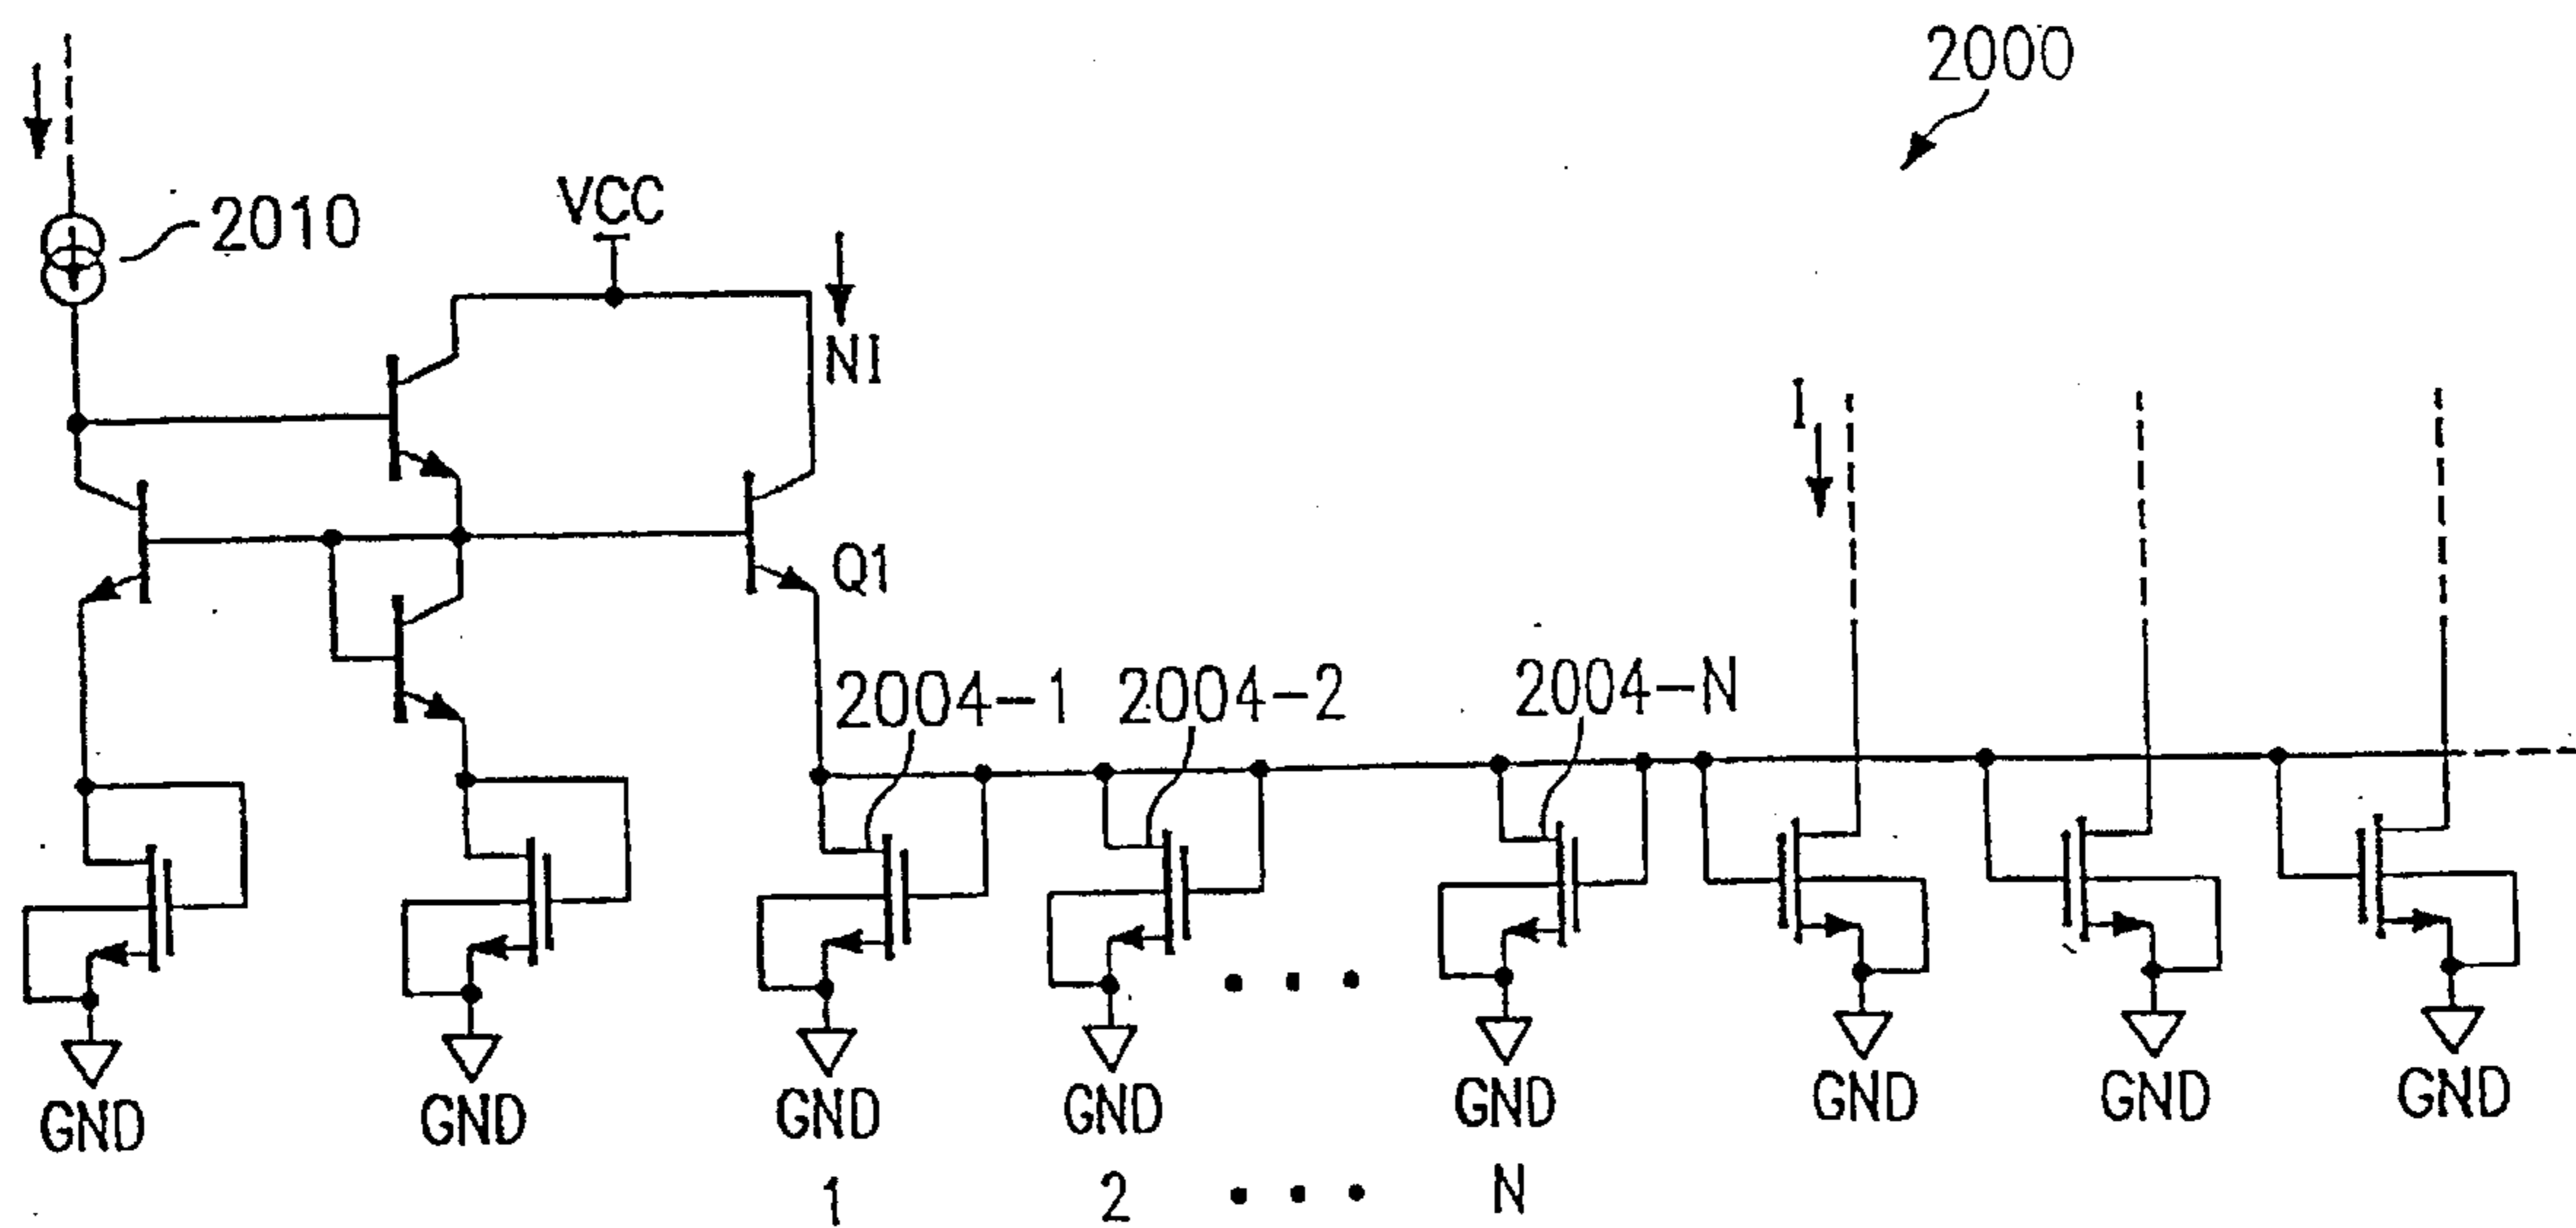 2000
2010
VCC
NI
I
Q1
2004-1
2004-2
2004-N
GND
GND
GND
GND
GND
GND
GND
GND
1
2
• • •
N